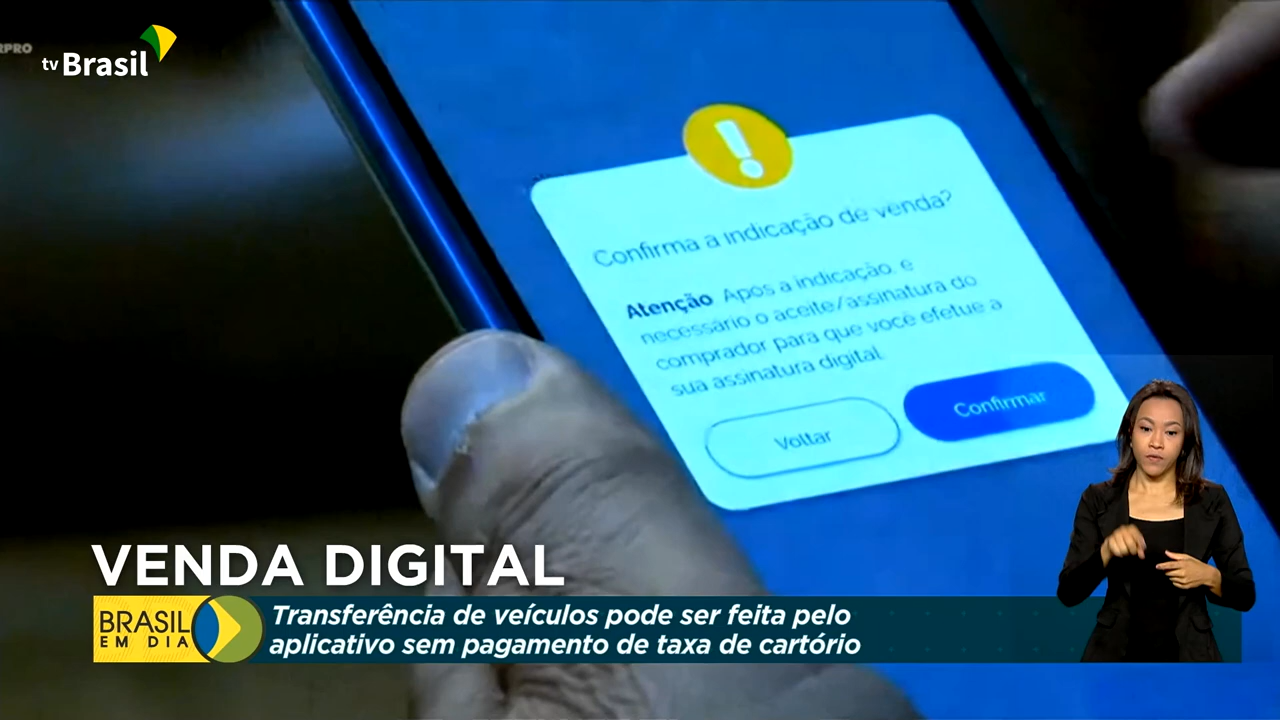 RPRO
tv Brasil
Confirma a indicação de venda?
Atenção Após a indicação, é
necessário o aceite/assinatura do
comprador para que você efetue a
sua assinatura digital.
Voltar
Confirmar
VENDA DIGITAL
BRASIL
EM DIA
Transferência de veículos pode ser feita pelo
aplicativo sem pagamento de taxa de cartório